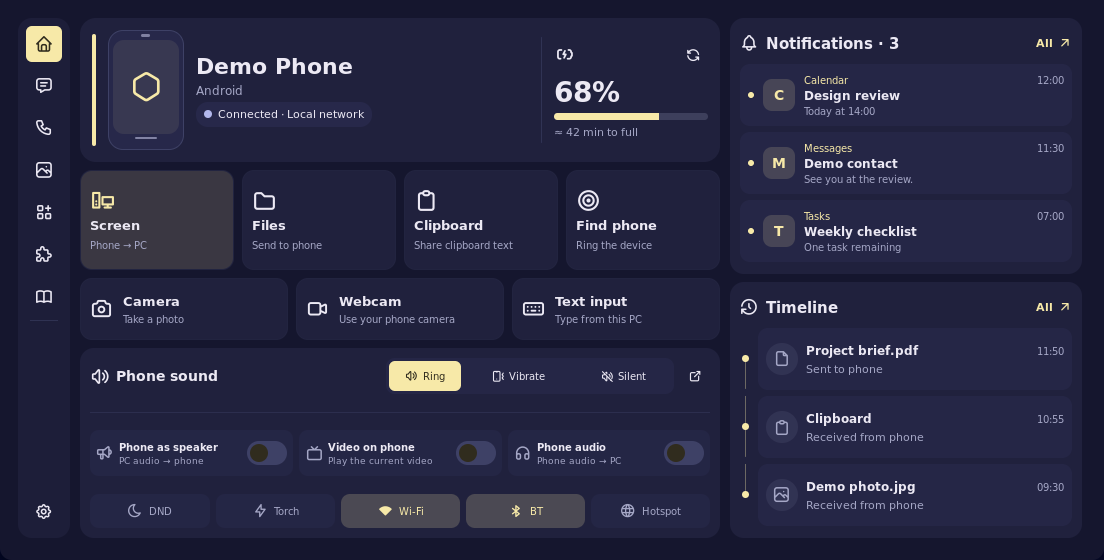 Demo Phone
Android
Connected · Local network
68%
≈ 42 min to full
Screen
Phone → PC
Files
Send to phone
Clipboard
Share clipboard text
Find phone
Ring the device
Camera
Take a photo
Webcam
Use your phone camera
Text input
Type from this PC
Phone sound
Ring
Vibrate
Silent
Phone as speaker
PC audio → phone
Video on phone
Play the current video
Phone audio
Phone audio → PC
DND
Torch
Wi-Fi
BT
Hotspot
Notifications · 3
All
C
Calendar
12:00
Design review
Today at 14:00
M
Messages
11:30
Demo contact
See you at the review.
T
Tasks
07:00
Weekly checklist
One task remaining
Timeline
All
Project brief.pdf
11:50
Sent to phone
Clipboard
10:55
Received from phone
Demo photo.jpg
09:30
Received from phone